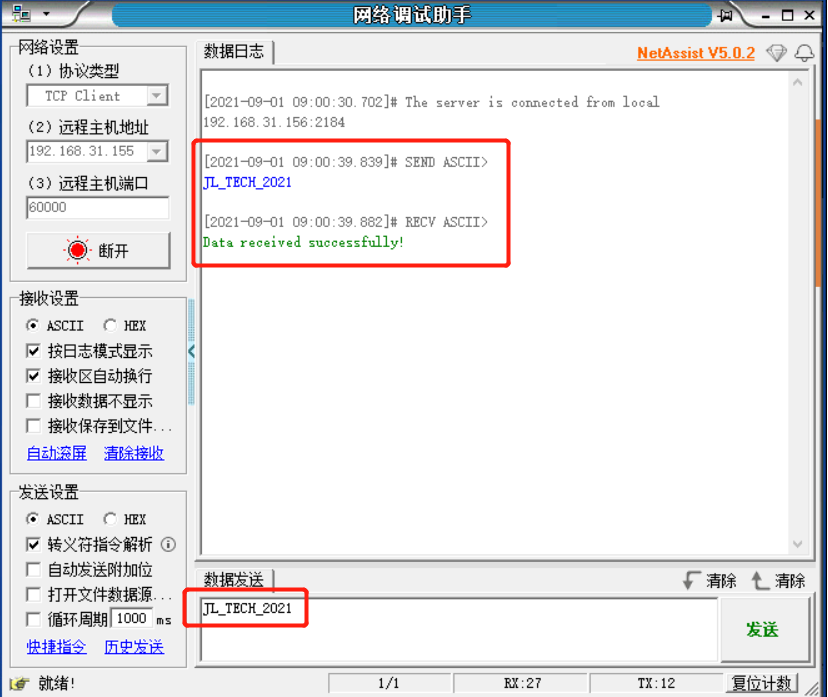 网络调试助手
网络设置
(1) 协议类型
TCP Client
(2) 远程主机地址
192.168.31.155
(3) 远程主机端口
60000
断开
接收设置
ASCII HEX
按日志模式显示
接收区自动换行
接收数据不显示
接收保存到文件...
自动滚屏 清除接收
发送设置
ASCII HEX
转义符指令解析
自动发送附加位
打开文件数据源...
循环周期 1000 ms
快捷指令 历史发送
数据日志
NetAssist V5.0.2
[2021-09-01 09:00:30.702]# The server is connected from local
192.168.31.156:2184
[2021-09-01 09:00:39.839]# SEND ASCII>
JL_TECH_2021
[2021-09-01 09:00:39.882]# RECV ASCII>
Data received successfully!
数据发送
清除 清除
JL_TECH_2021
发送
就绪!
1/1
RX:27
TX:12
复位计数